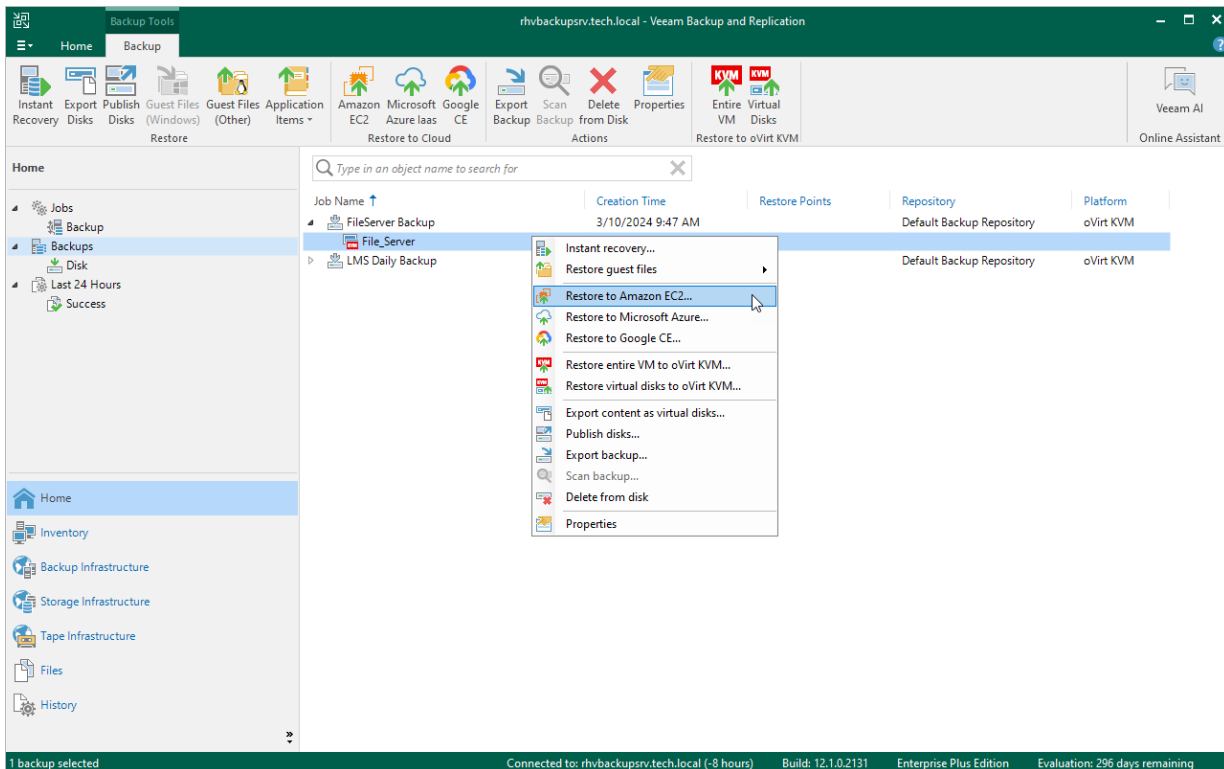 Backup Tools
rhvbackupsrv.tech.local - Veeam Backup and Replication
Home Backup
Instant Recovery
Export Disks
Publish Disks
Guest Files (Windows)
Guest Files (Other)
Application Items
Restore
Amazon EC2
Microsoft Azure Iaas
Google CE
Restore to Cloud
Export Backup
Scan Backup
Delete from Disk
Properties
Actions
KVM
Entire VM
KVM
Virtual Disks
Restore to oVirt KVM
Veeam AI
Online Assistant
Home
Jobs
Backup
Backups
Disk
Last 24 Hours
Success
Home
Inventory
Backup Infrastructure
Storage Infrastructure
Tape Infrastructure
Files
History
Type in an object name to search for
Job Name Creation Time Restore Points Repository Platform
FileServer Backup 3/10/2024 9:47 AM Default Backup Repository oVirt KVM
File_Server
LMS Daily Backup Default Backup Repository oVirt KVM
Instant recovery...
Restore guest files
Restore to Amazon EC2...
Restore to Microsoft Azure...
Restore to Google CE...
Restore entire VM to oVirt KVM...
Restore virtual disks to oVirt KVM...
Export content as virtual disks...
Publish disks...
Export backup...
Scan backup...
Delete from disk
Properties
1 backup selected
Connected to: rhvbackupsrv.tech.local (-8 hours) Build: 12.1.0.2131 Enterprise Plus Edition Evaluation: 296 days remaining